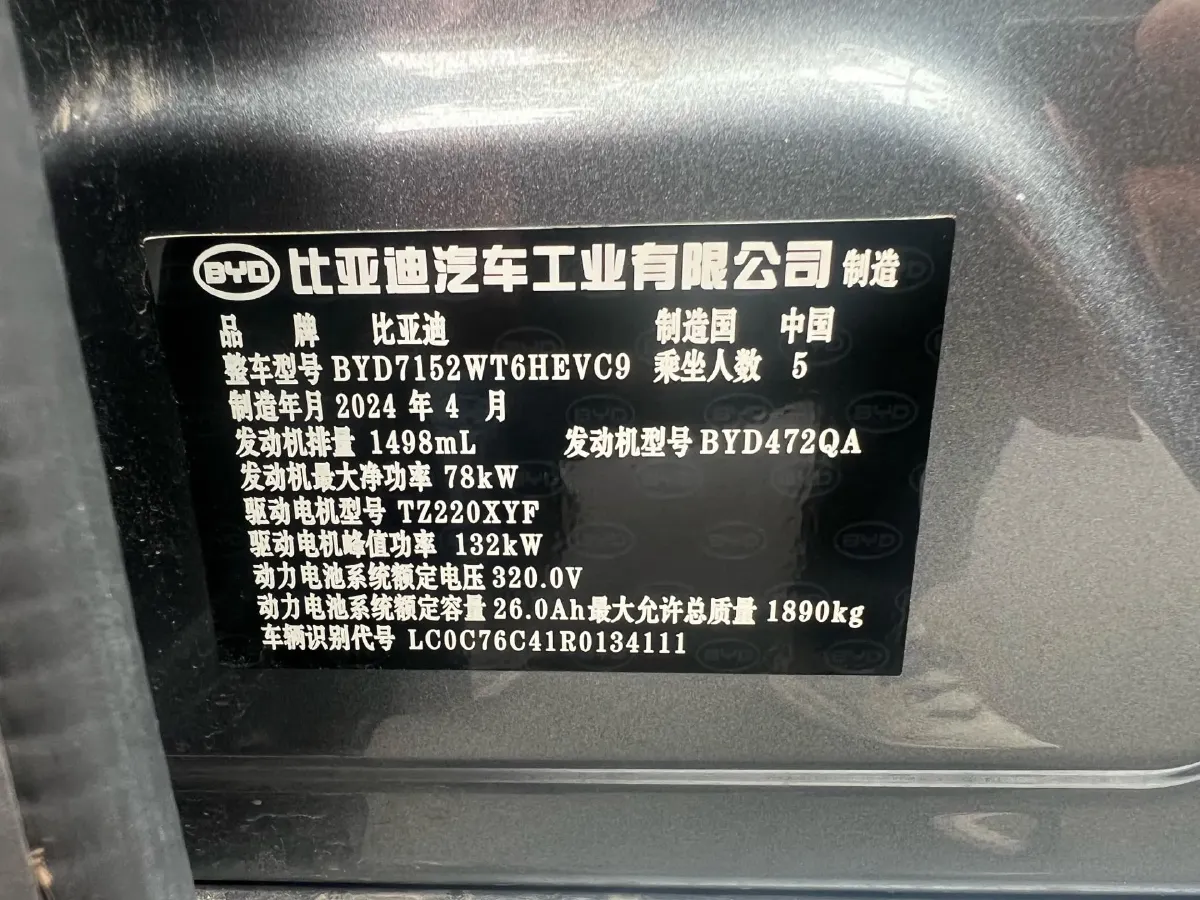 BYD 比亚迪汽车工业有限公司 制造
品 牌 比亚迪 制造国 中国
整车型号 BYD7152WT6HEVC9 乘坐人数 5
制造年月 2024 年 4 月
发动机排量 1498mL 发动机型号 BYD472QA
发动机最大净功率 78kW
驱动电机型号 TZ220XYF
驱动电机峰值功率 132kW
动力电池系统额定电压 320.0V
动力电池系统额定容量 26.0Ah 最大允许总质量 1890kg
车辆识别代号 LC0C76C41R0134111